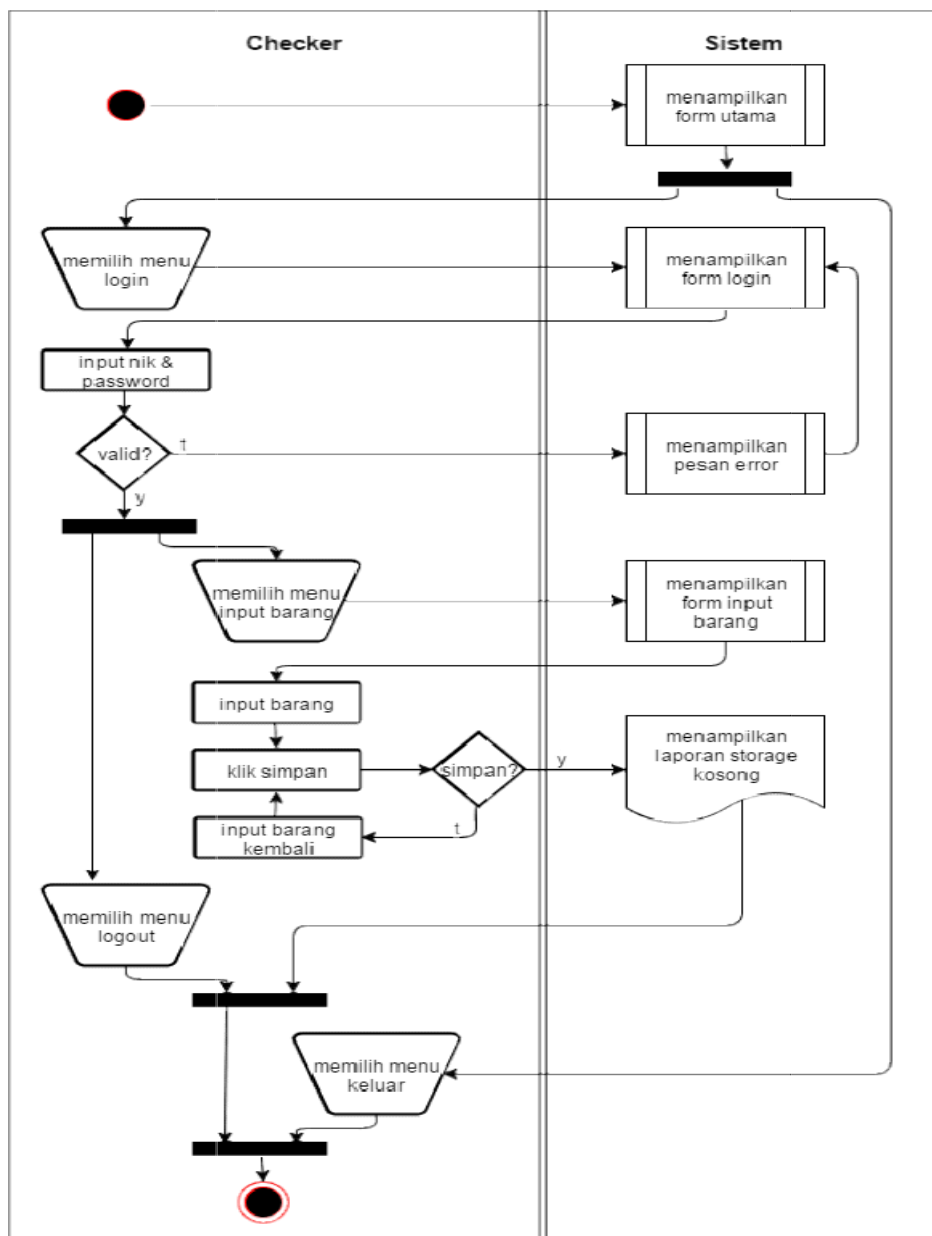 Checker
Sistem
menampilkan
form utama
memilih menu
login
menampilkan
form login
input nik &
password
valid?
t
menampilkan
pesan error
y
memilih menu
input barang
menampilkan
form input
barang
input barang
klik simpan
simpan?
y
menampilkan
laporan storage
kosong
t
input barang
kembali
memilih menu
logout
memilih menu
keluar